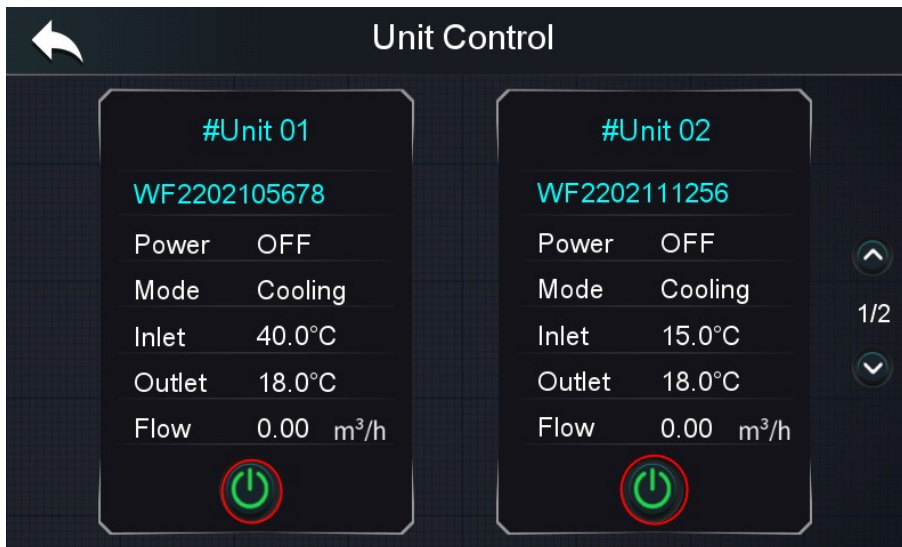 Unit Control
#Unit 01
WF2202105678
Power OFF
Mode Cooling
Inlet 40.0°C
Outlet 18.0°C
Flow 0.00 m³/h
#Unit 02
WF2202111256
Power OFF
Mode Cooling
Inlet 15.0°C
Outlet 18.0°C
Flow 0.00 m³/h
1/2